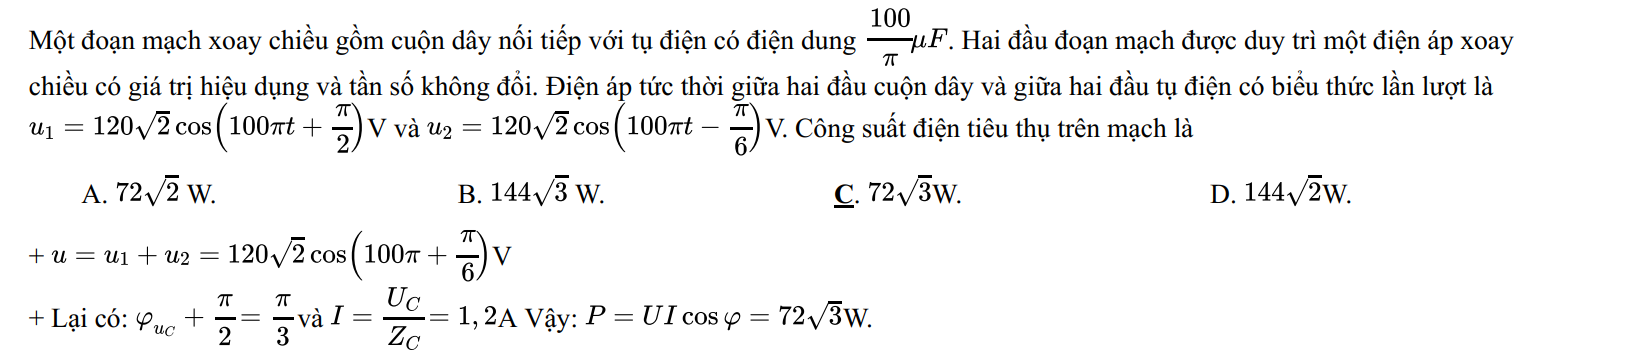 Một đoạn mạch xoay chiều gồm cuộn dây nối tiếp với tụ điện có điện dung $\frac{100}{\pi}\mu F$. Hai đầu đoạn mạch được duy trì một điện áp xoay
chiều có giá trị hiệu dụng và tần số không đổi. Điện áp tức thời giữa hai đầu cuộn dây và giữa hai đầu tụ điện có biểu thức lần lượt là
$u_1 = 120\sqrt{2}\cos\left(100\pi t + \frac{\pi}{2}\right)$V và $u_2 = 120\sqrt{2}\cos\left(100\pi t - \frac{\pi}{6}\right)$V. Công suất điện tiêu thụ trên mạch là
A. $72\sqrt{2}$ W. B. $144\sqrt{3}$ W. C. $72\sqrt{3}$W. D. $144\sqrt{2}$W.
+ $u = u_1 + u_2 = 120\sqrt{2}\cos\left(100\pi + \frac{\pi}{6}\right)$V
+ Lại có: $\varphi_{u_C} + \frac{\pi}{2} = \frac{\pi}{3}$và $I = \frac{U_C}{Z_C} = 1,2$A Vậy: $P = UI\cos\varphi = 72\sqrt{3}$W.